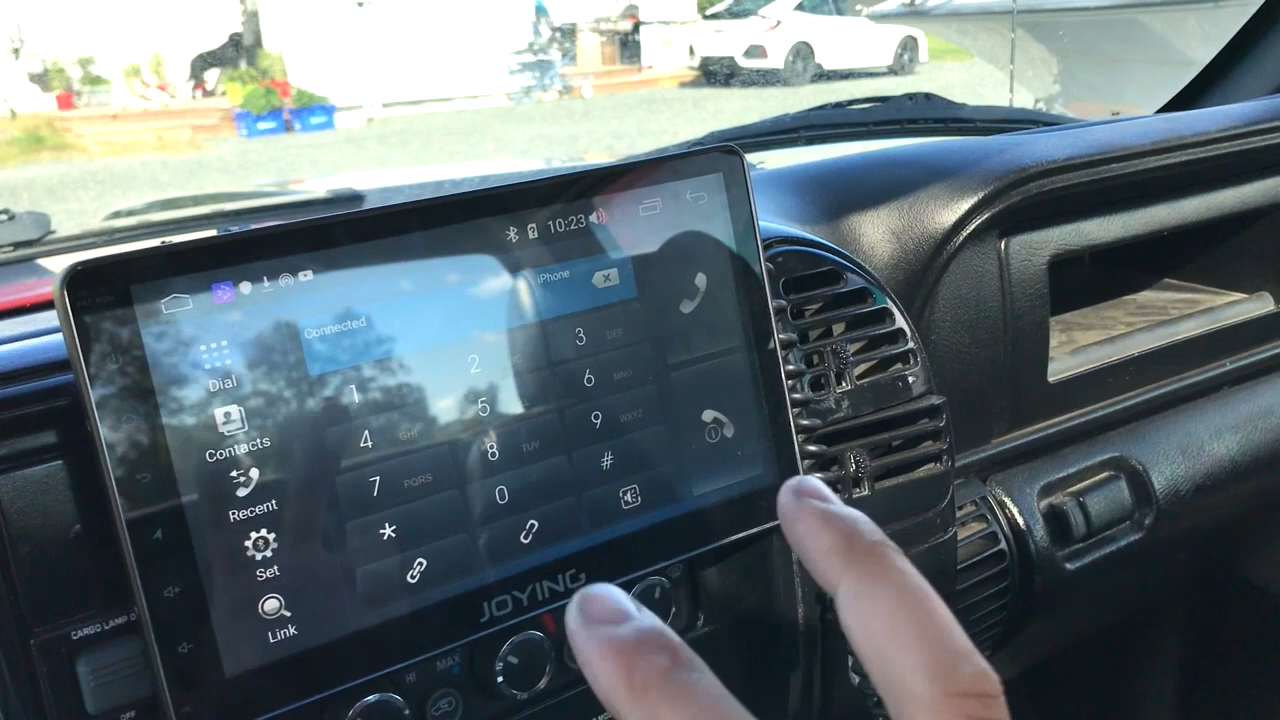 10:23
iPhone
Connected
Dial
Contacts
Recent
Set
Link
1
2
3 DEF
4 GHI
5
6 MNO
7 PQRS
8 TUV
9 WXYZ
*
0
#
JOYING
CARGO LAMP
OFF
HI
MAX